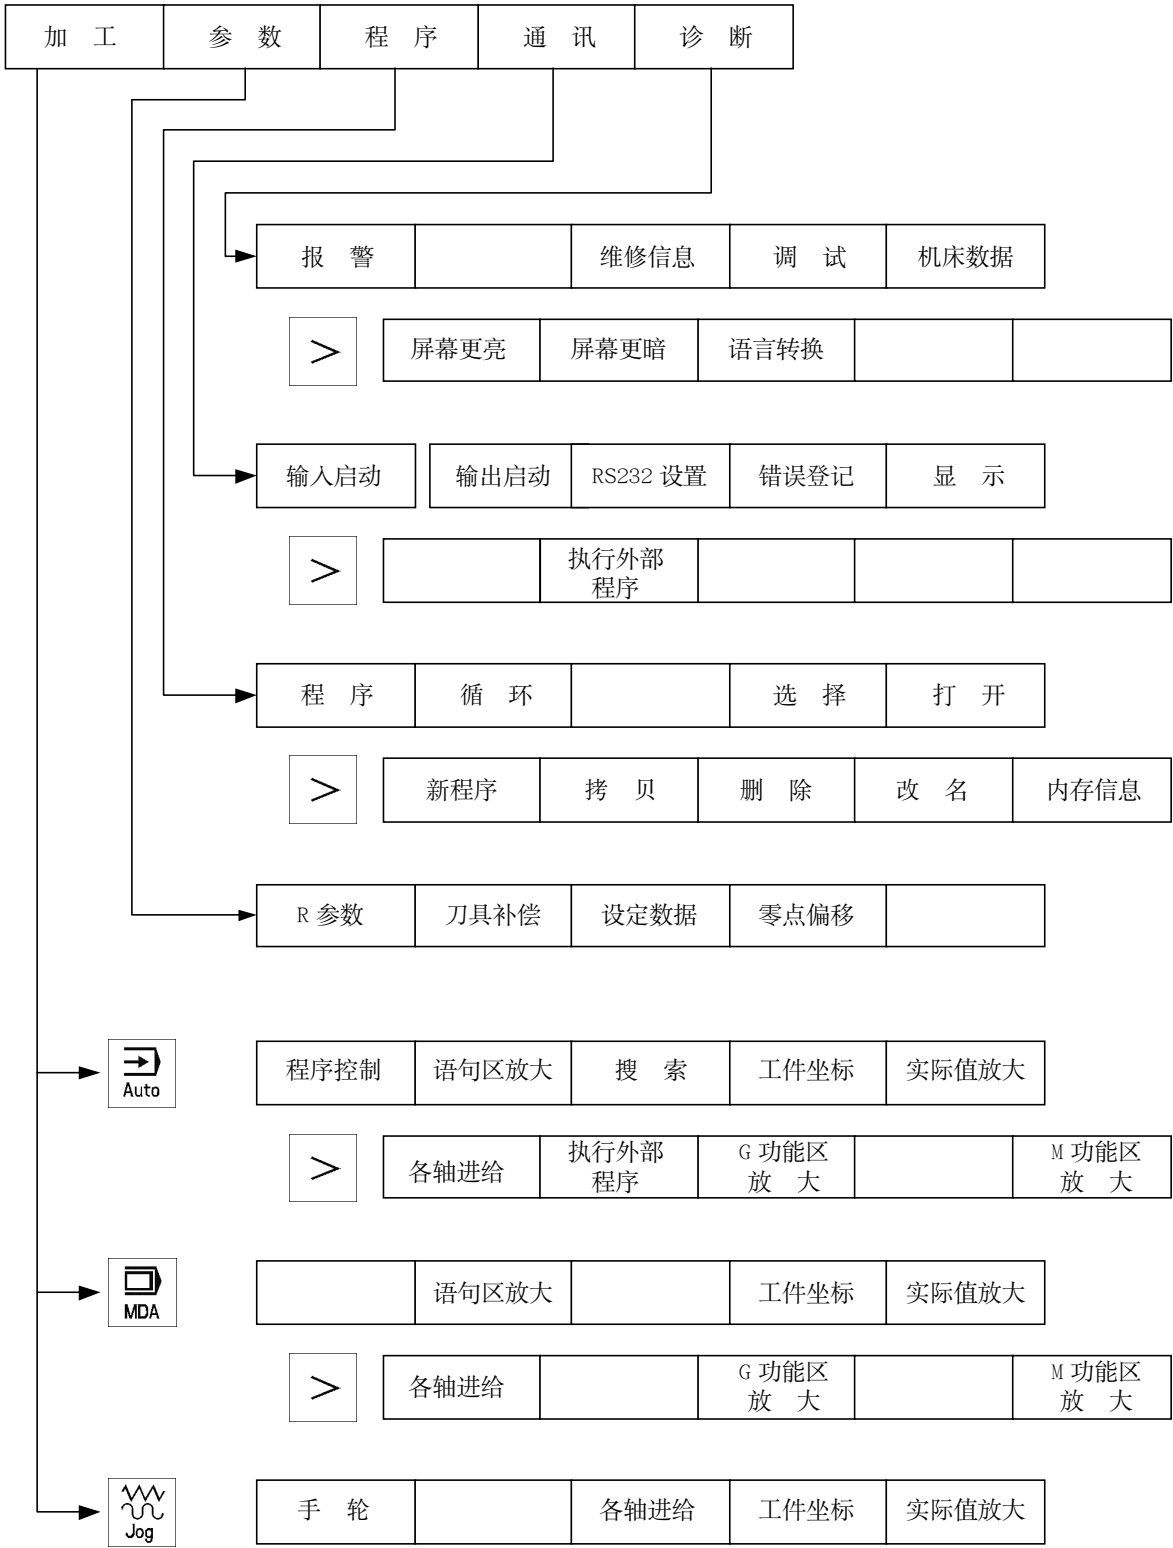 加 工 参 数 程 序 通 讯 诊 断
报 警 维修信息 调 试 机床数据
> 屏幕更亮 屏幕更暗 语言转换
输入启动 输出启动 RS232 设置 错误登记 显 示
> 执行外部
程序
程 序 循 环 选 择 打 开
> 新程序 拷 贝 删 除 改 名 内存信息
R 参数 刀具补偿 设定数据 零点偏移
Auto 程序控制 语句区放大 搜 索 工件坐标 实际值放大
> 各轴进给 执行外部 G 功能区 M 功能区
程序 放 大 放 大
MDA 语句区放大 工件坐标 实际值放大
> 各轴进给 G 功能区 M 功能区
放 大 放 大
Jog 手 轮 各轴进给 工件坐标 实际值放大